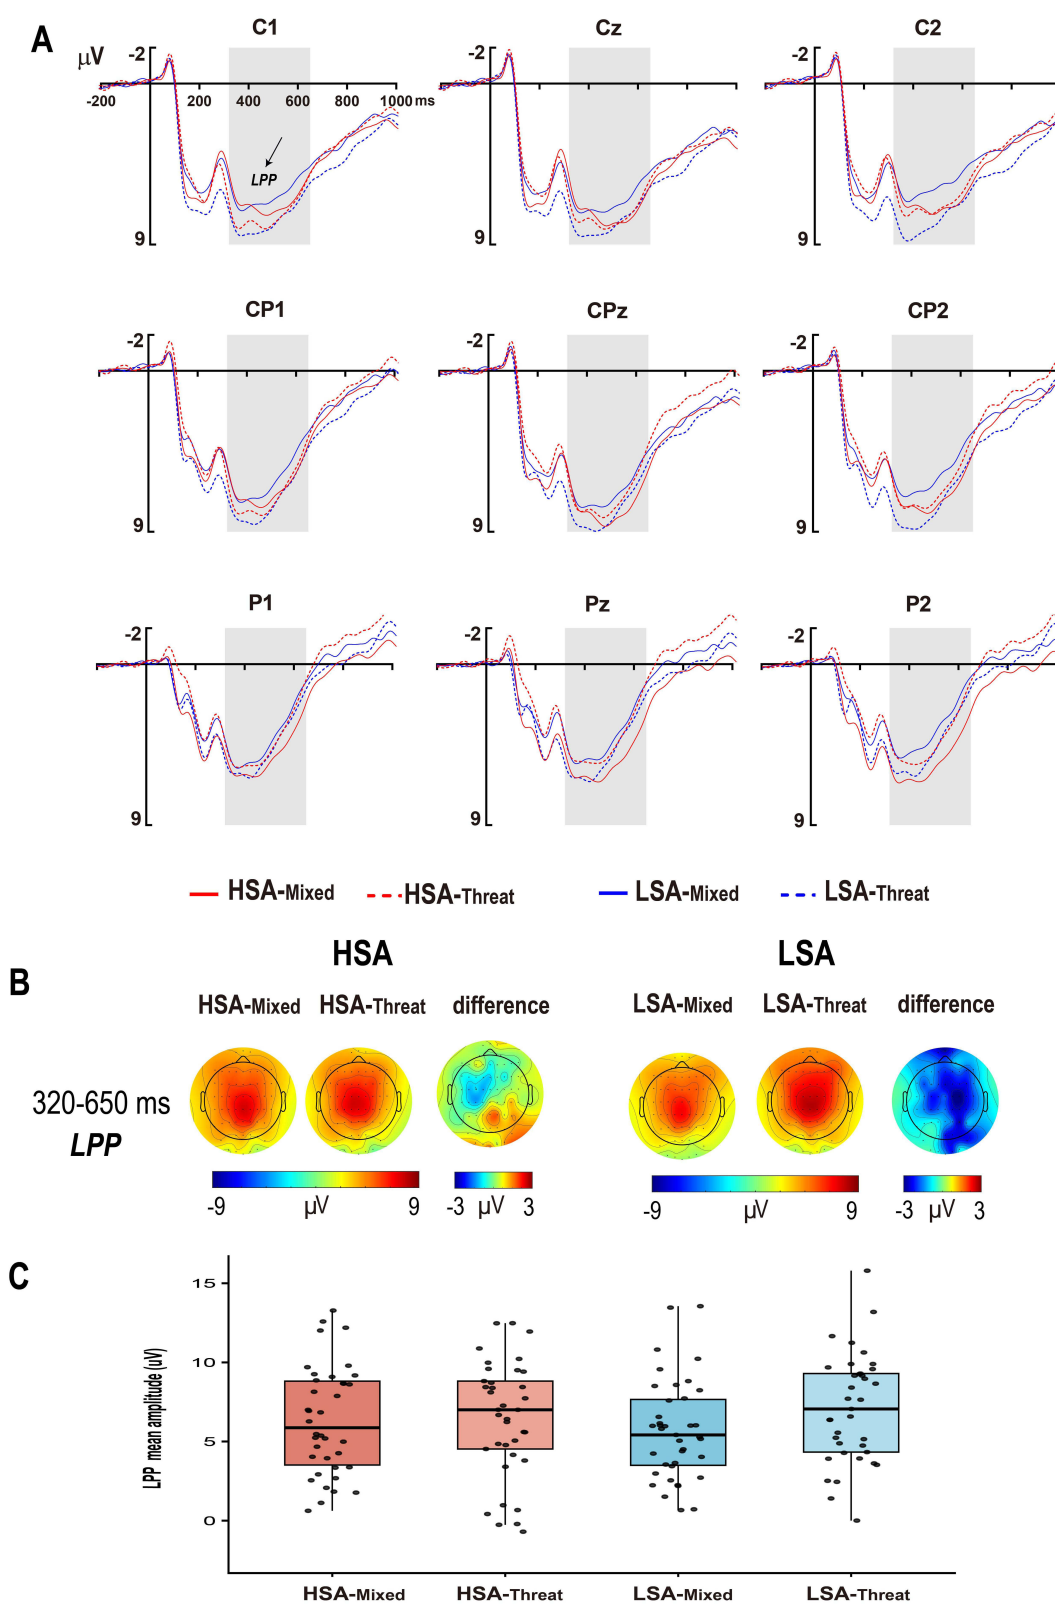 A
C1
Cz
C2
μV
-2
-2
-2
-200
200
400
600
800
1000 ms
LPP
9
9
9
CP1
CPz
CP2
-2
-2
-2
9
9
9
P1
Pz
P2
-2
-2
-2
9
9
9
HSA-Mixed
HSA-Threat
LSA-Mixed
LSA-Threat
B
HSA
LSA
HSA-Mixed
HSA-Threat
difference
LSA-Mixed
LSA-Threat
difference
320-650 ms
LPP
-9
μV
9
-3
μV
3
-9
μV
9
-3
μV
3
C
LPP mean amplitude (uV)
15
10
5
0
HSA-Mixed
HSA-Threat
LSA-Mixed
LSA-Threat